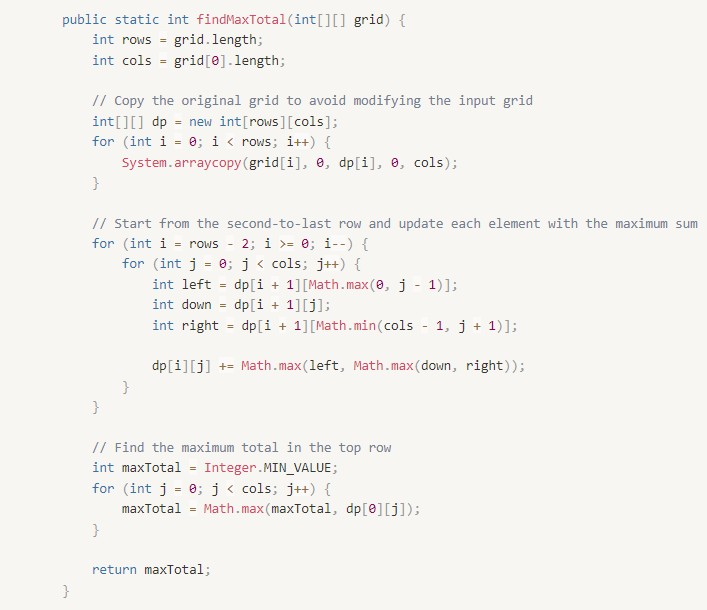 public static int findMaxTotal(int[][] grid) {
    int rows = grid.length;
    int cols = grid[0].length;

    // Copy the original grid to avoid modifying the input grid
    int[][] dp = new int[rows][cols];
    for (int i = 0; i < rows; i++) {
        System.arraycopy(grid[i], 0, dp[i], 0, cols);
    }

    // Start from the second-to-last row and update each element with the maximum sum
    for (int i = rows - 2; i >= 0; i--) {
        for (int j = 0; j < cols; j++) {
            int left = dp[i + 1][Math.max(0, j - 1)];
            int down = dp[i + 1][j];
            int right = dp[i + 1][Math.min(cols - 1, j + 1)];

            dp[i][j] += Math.max(left, Math.max(down, right));
        }
    }

    // Find the maximum total in the top row
    int maxTotal = Integer.MIN_VALUE;
    for (int j = 0; j < cols; j++) {
        maxTotal = Math.max(maxTotal, dp[0][j]);
    }

    return maxTotal;
}